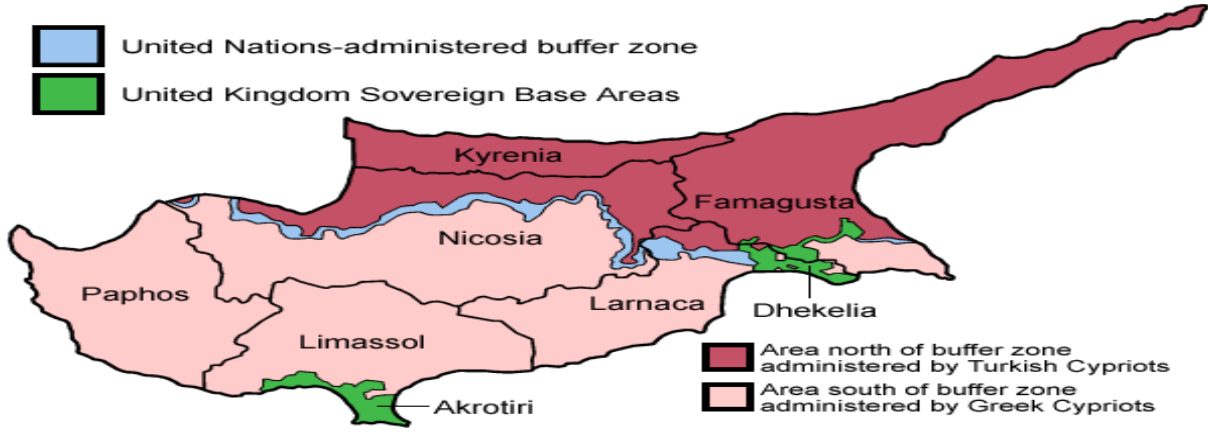 United Nations-administered buffer zone
United Kingdom Sovereign Base Areas
Kyrenia
Famagusta
Nicosia
Paphos
Larnaca
Dhekelia
Limassol
Akrotiri
Area north of buffer zone
administered by Turkish Cypriots
Area south of buffer zone
administered by Greek Cypriots